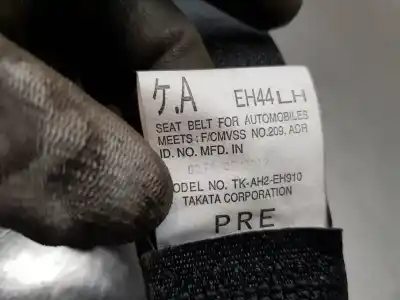 ケ.A EH44LH
SEAT BELT FOR AUTOMOBILES
MEETS; F/CMVSS NO.209, ADR
ID. NO. MFD. IN
MODEL NO. TK-AH2-EH910
TAKATA CORPORATION
PRE